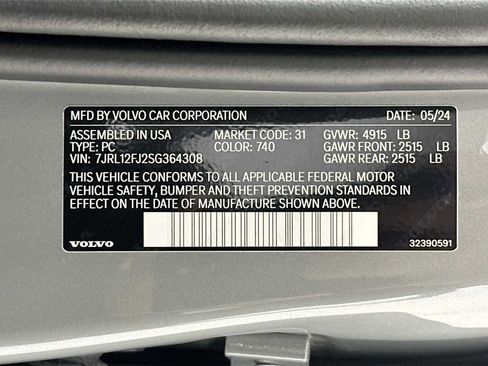 MFD BY VOLVO CAR CORPORATION DATE: 05/24
ASSEMBLED IN USA MARKET CODE: 31 GVWR: 4915 LB
TYPE: PC COLOR: 740 GAWR FRONT: 2515 LB
VIN: 7JRL12FJ2SG364308 GAWR REAR: 2515 LB
THIS VEHICLE CONFORMS TO ALL APPLICABLE FEDERAL MOTOR
VEHICLE SAFETY, BUMPER AND THEFT PREVENTION STANDARDS IN
EFFECT ON THE DATE OF MANUFACTURE SHOWN ABOVE.
VOLVO 32390591